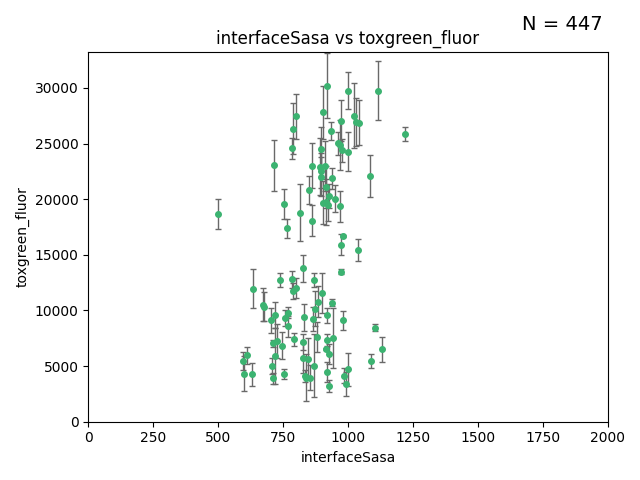 N = 447
interfaceSasa vs toxgreen_fluor
toxgreen_fluor
30000
25000
20000
15000
10000
5000
0
0 250 500 750 1000 1250 1500 1750 2000
interfaceSasa